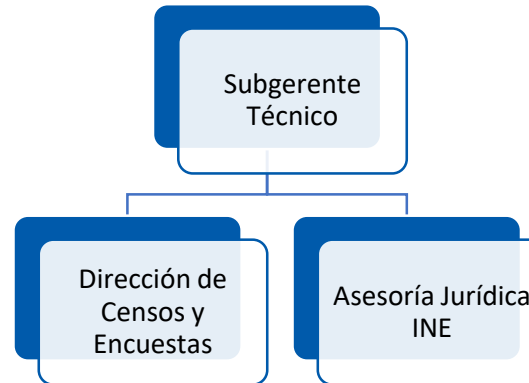 Subgerente
Técnico
Dirección de
Censos y
Encuestas
Asesoría Jurídica
INE